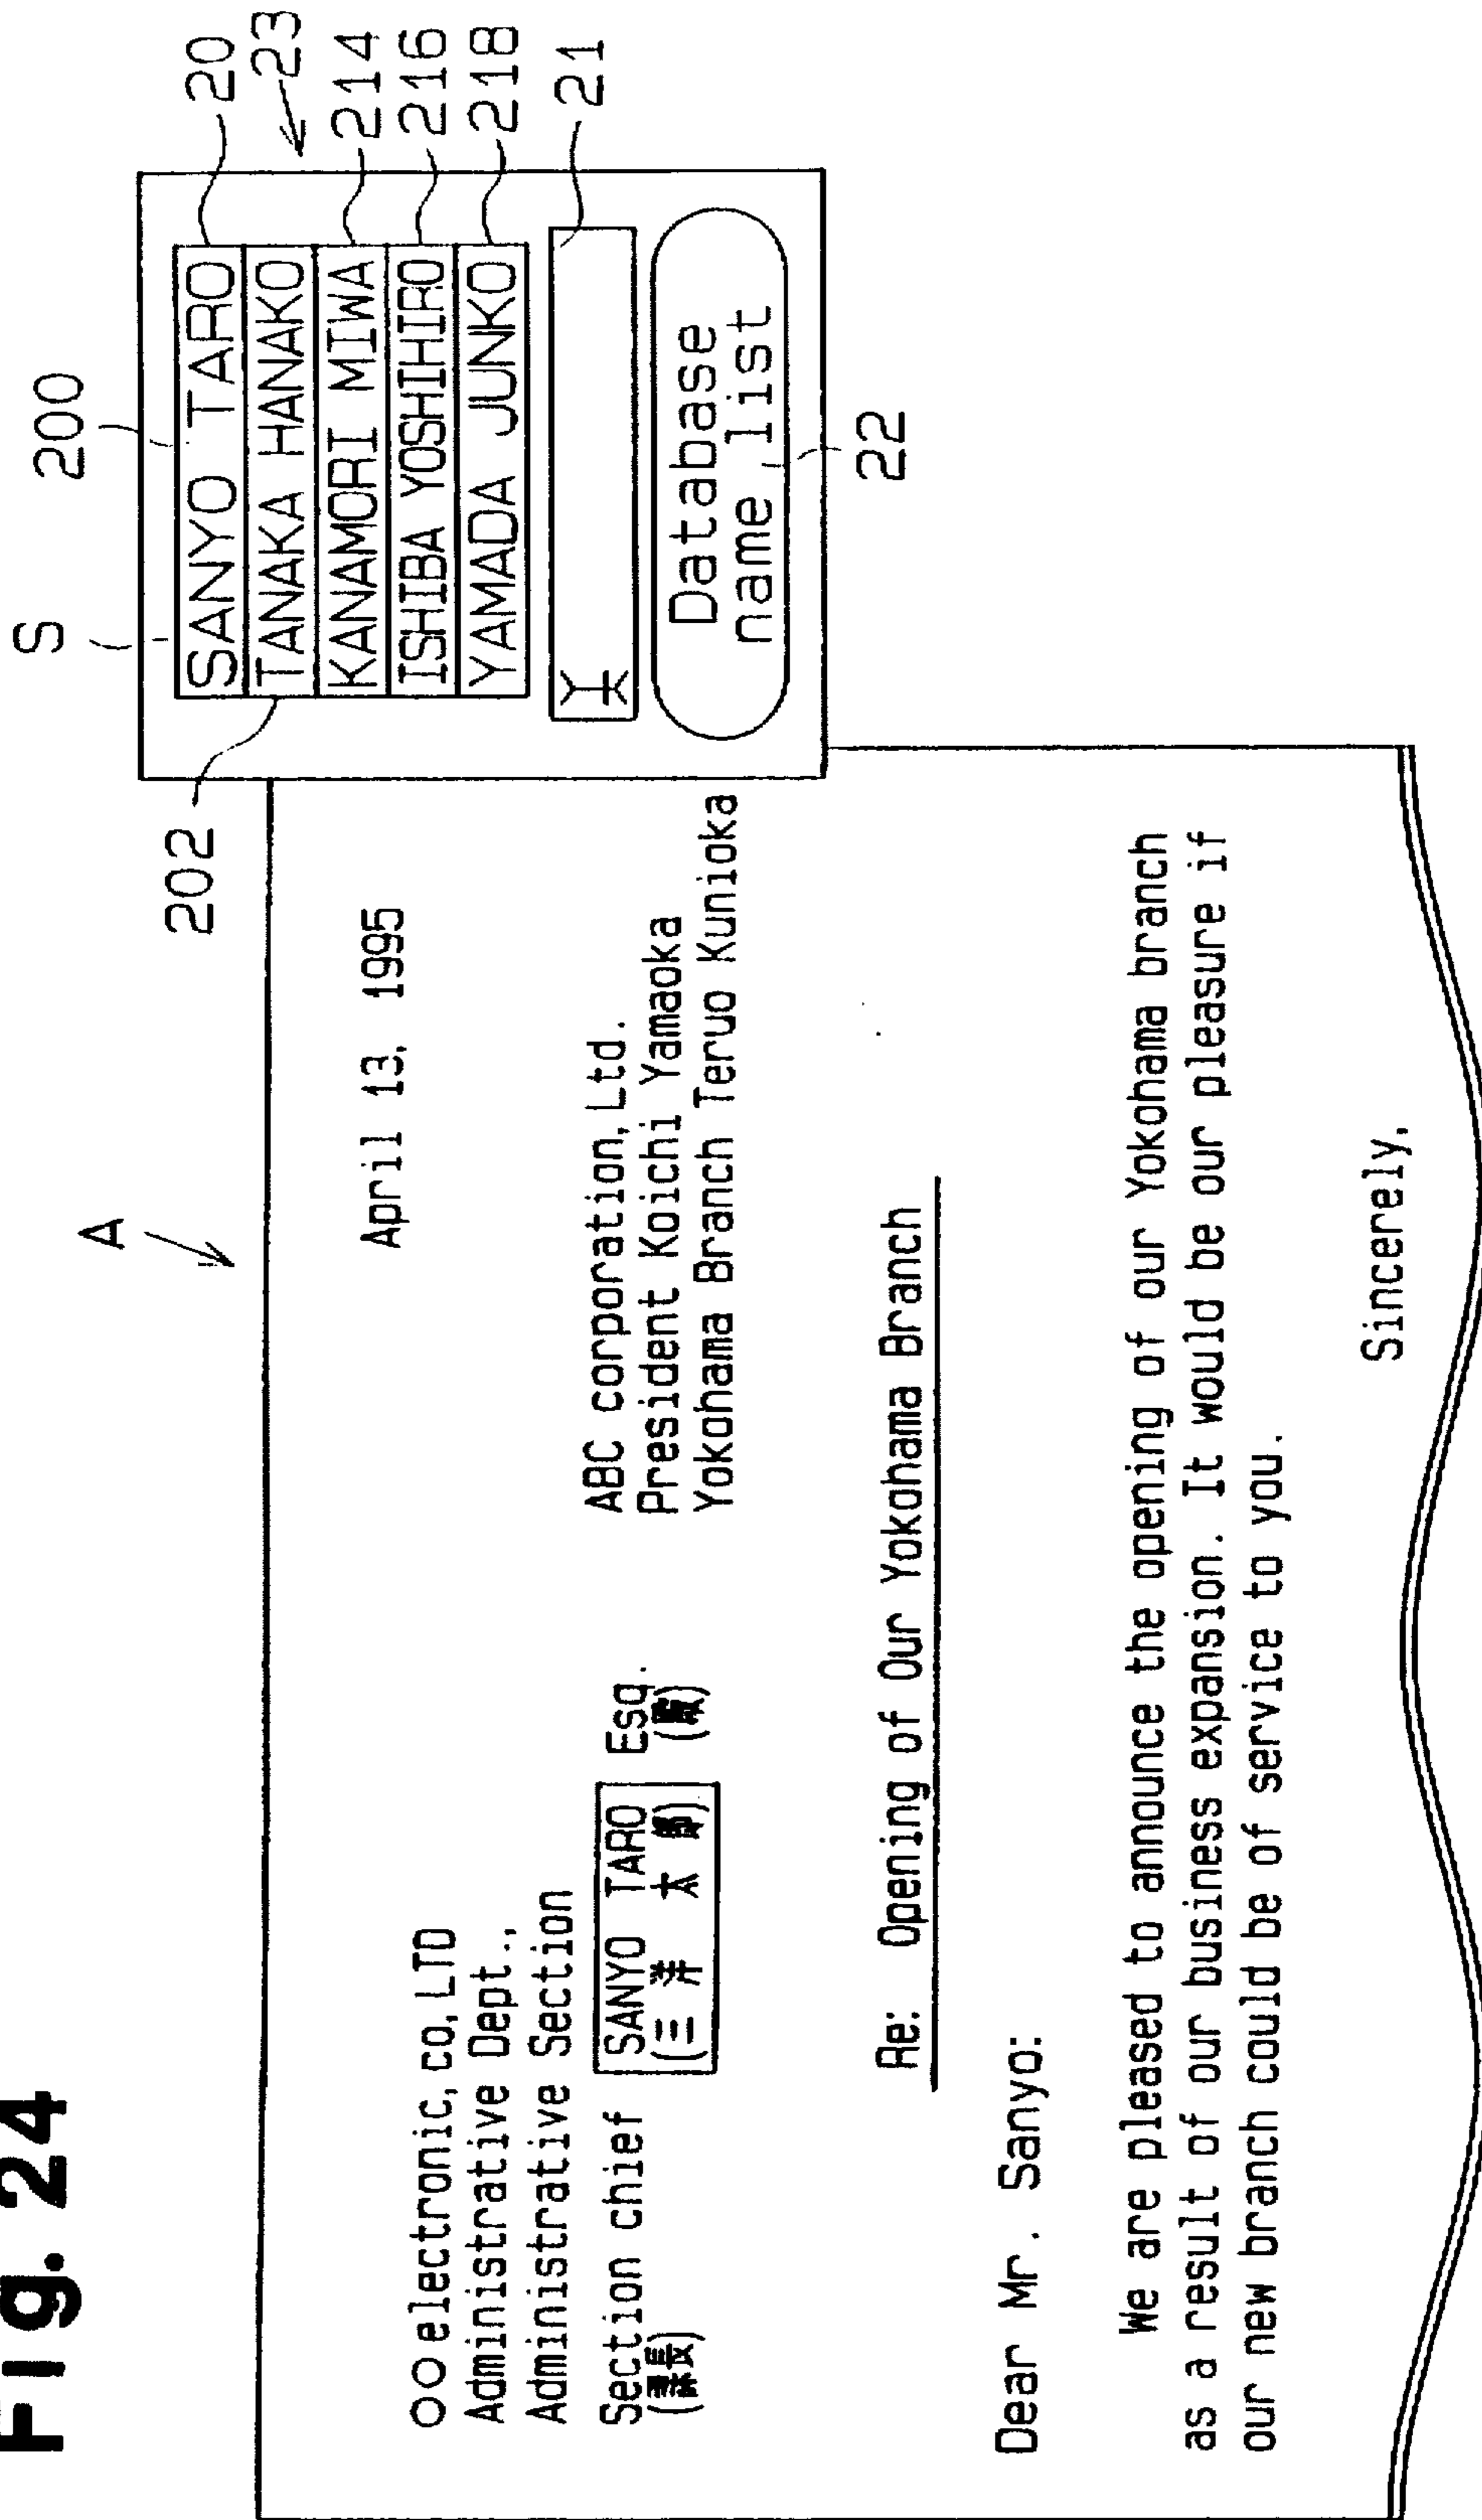 Fig. 24
A
S
200
202
20
23
214
216
218
21
22
SANYO TARO
TANAKA HANAKO
KANAMORI MIWA
ISHIBA YOSHIHIRO
YAMADA JUNKO
Database
name list
April 13, 1995
○○electronic,co,LTD
Administrative Dept.,
Administrative Section
Section chief SANYO TARO Esq.
(課長) (三 洋 太 郎) (殿)
ABC corporation,Ltd.
President Koichi Yamaoka
Yokohama Branch Teruo Kunioka
Re: Opening of Our Yokohama Branch
Dear Mr. Sanyo:
We are pleased to announce the opening of our Yokohama branch
as a result of our business expansion. It would be our pleasure if
our new branch could be of service to you.
Sincerely,